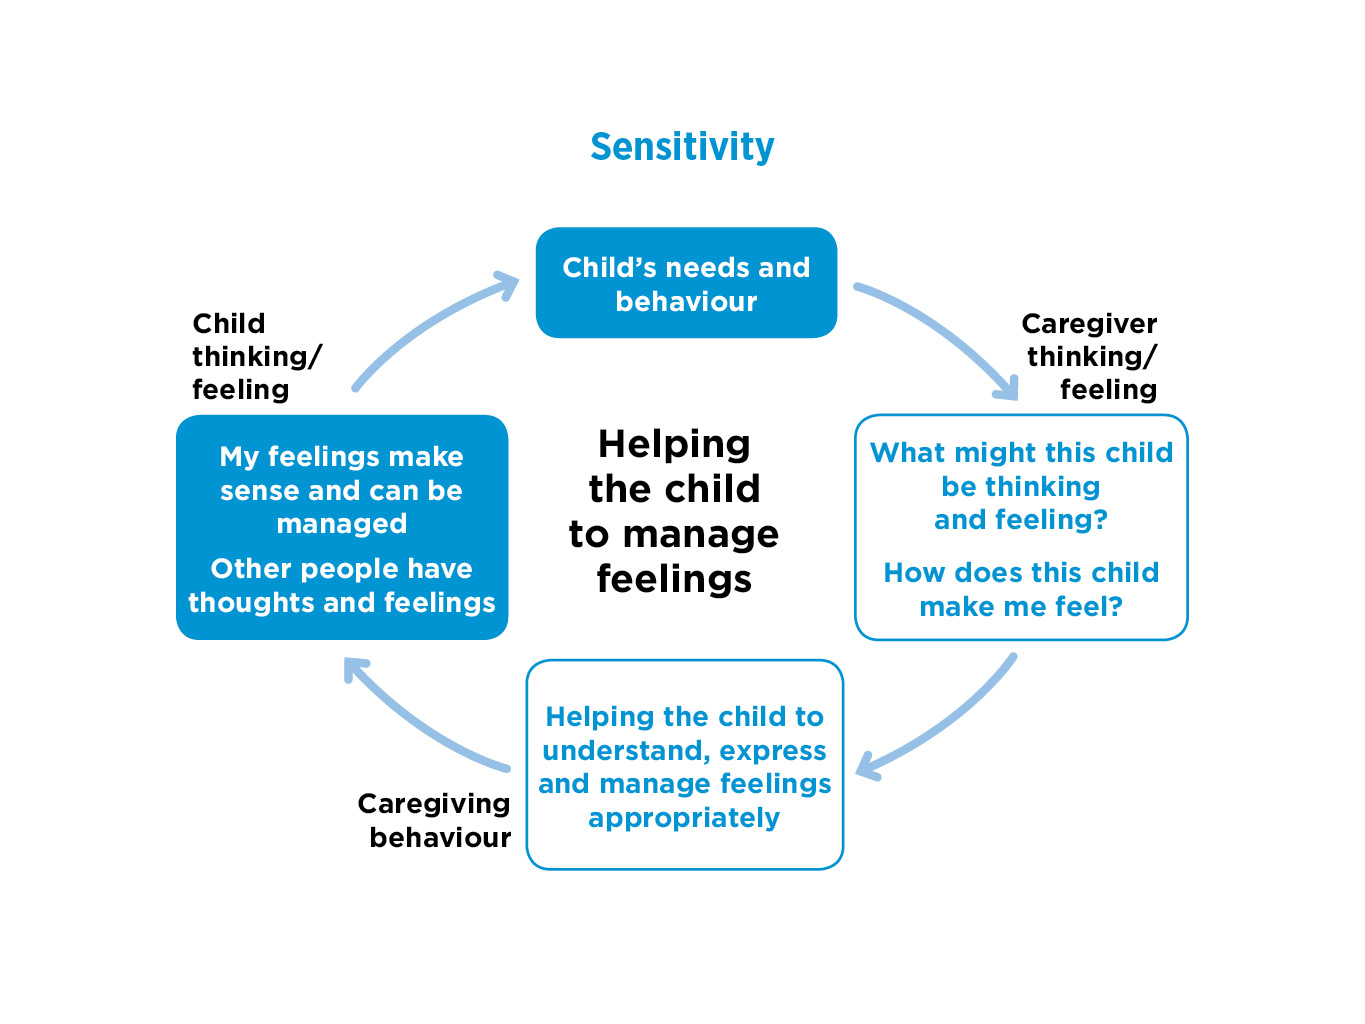 Sensitivity
Child’s needs and
behaviour
Child
thinking/
feeling
Caregiver
thinking/
feeling
My feelings make
sense and can be
managed
Other people have
thoughts and feelings
Helping
the child
to manage
feelings
What might this child
be thinking
and feeling?
How does this child
make me feel?
Helping the child to
understand, express
and manage feelings
appropriately
Caregiving
behaviour